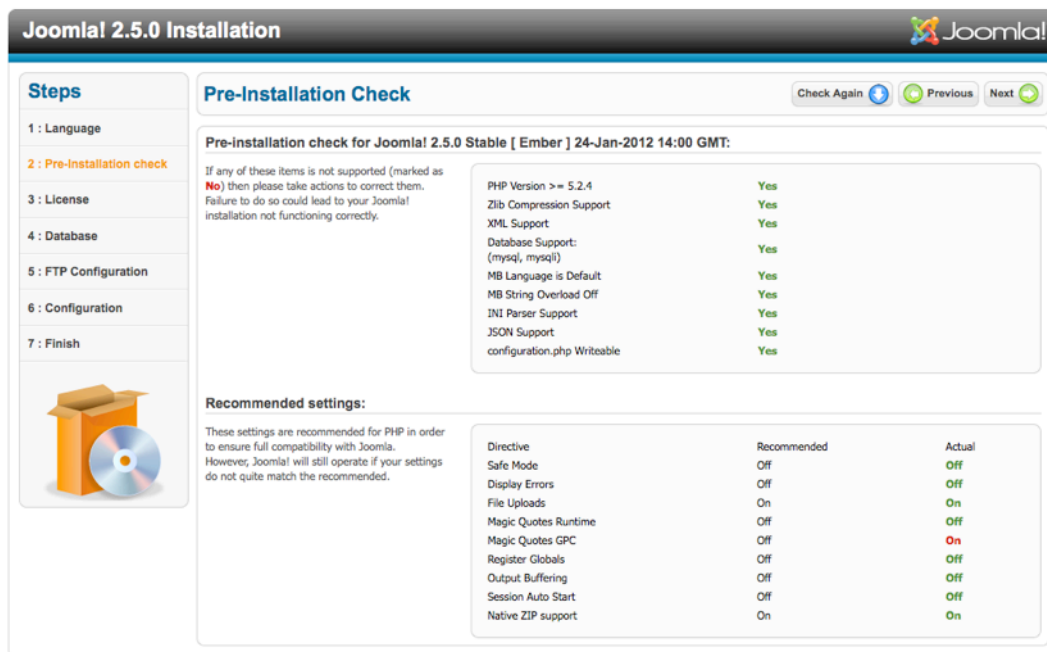 Joomla! 2.5.0 Installation
Joomla!
Steps
1 : Language
2 : Pre-Installation check
3 : License
4 : Database
5 : FTP Configuration
6 : Configuration
7 : Finish
Pre-Installation Check
Check Again
Previous
Next
Pre-installation check for Joomla! 2.5.0 Stable [ Ember ] 24-Jan-2012 14:00 GMT:
If any of these items is not supported (marked as
No) then please take actions to correct them.
Failure to do so could lead to your Joomla!
installation not functioning correctly.
PHP Version >= 5.2.4 Yes
Zlib Compression Support Yes
XML Support Yes
Database Support:
(mysql, mysqli) Yes
MB Language is Default Yes
MB String Overload Off Yes
INI Parser Support Yes
JSON Support Yes
configuration.php Writeable Yes
Recommended settings:
These settings are recommended for PHP in order
to ensure full compatibility with Joomla.
However, Joomla! will still operate if your settings
do not quite match the recommended.
Directive Recommended Actual
Safe Mode Off Off
Display Errors Off Off
File Uploads On On
Magic Quotes Runtime Off Off
Magic Quotes GPC Off On
Register Globals Off Off
Output Buffering Off Off
Session Auto Start Off Off
Native ZIP support On On